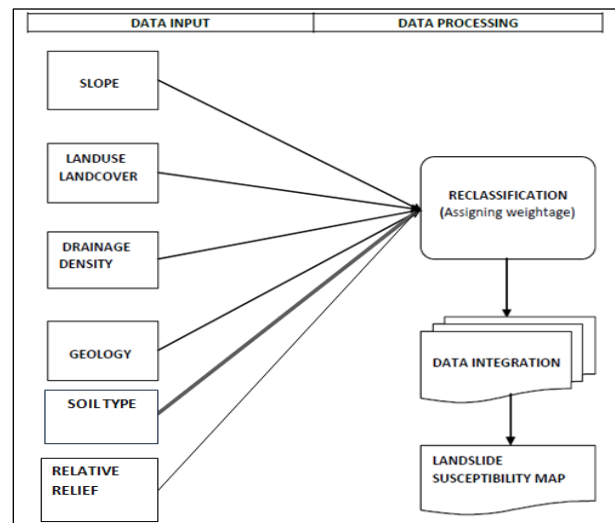 DATA INPUT
DATA PROCESSING
SLOPE
LANDUSE
LANDCOVER
DRAINAGE
DENSITY
GEOLOGY
SOIL TYPE
RELATIVE
RELIEF
RECLASSIFICATION
(Assigning weightage)
DATA INTEGRATION
LANDSLIDE
SUSCEPTIBILITY MAP